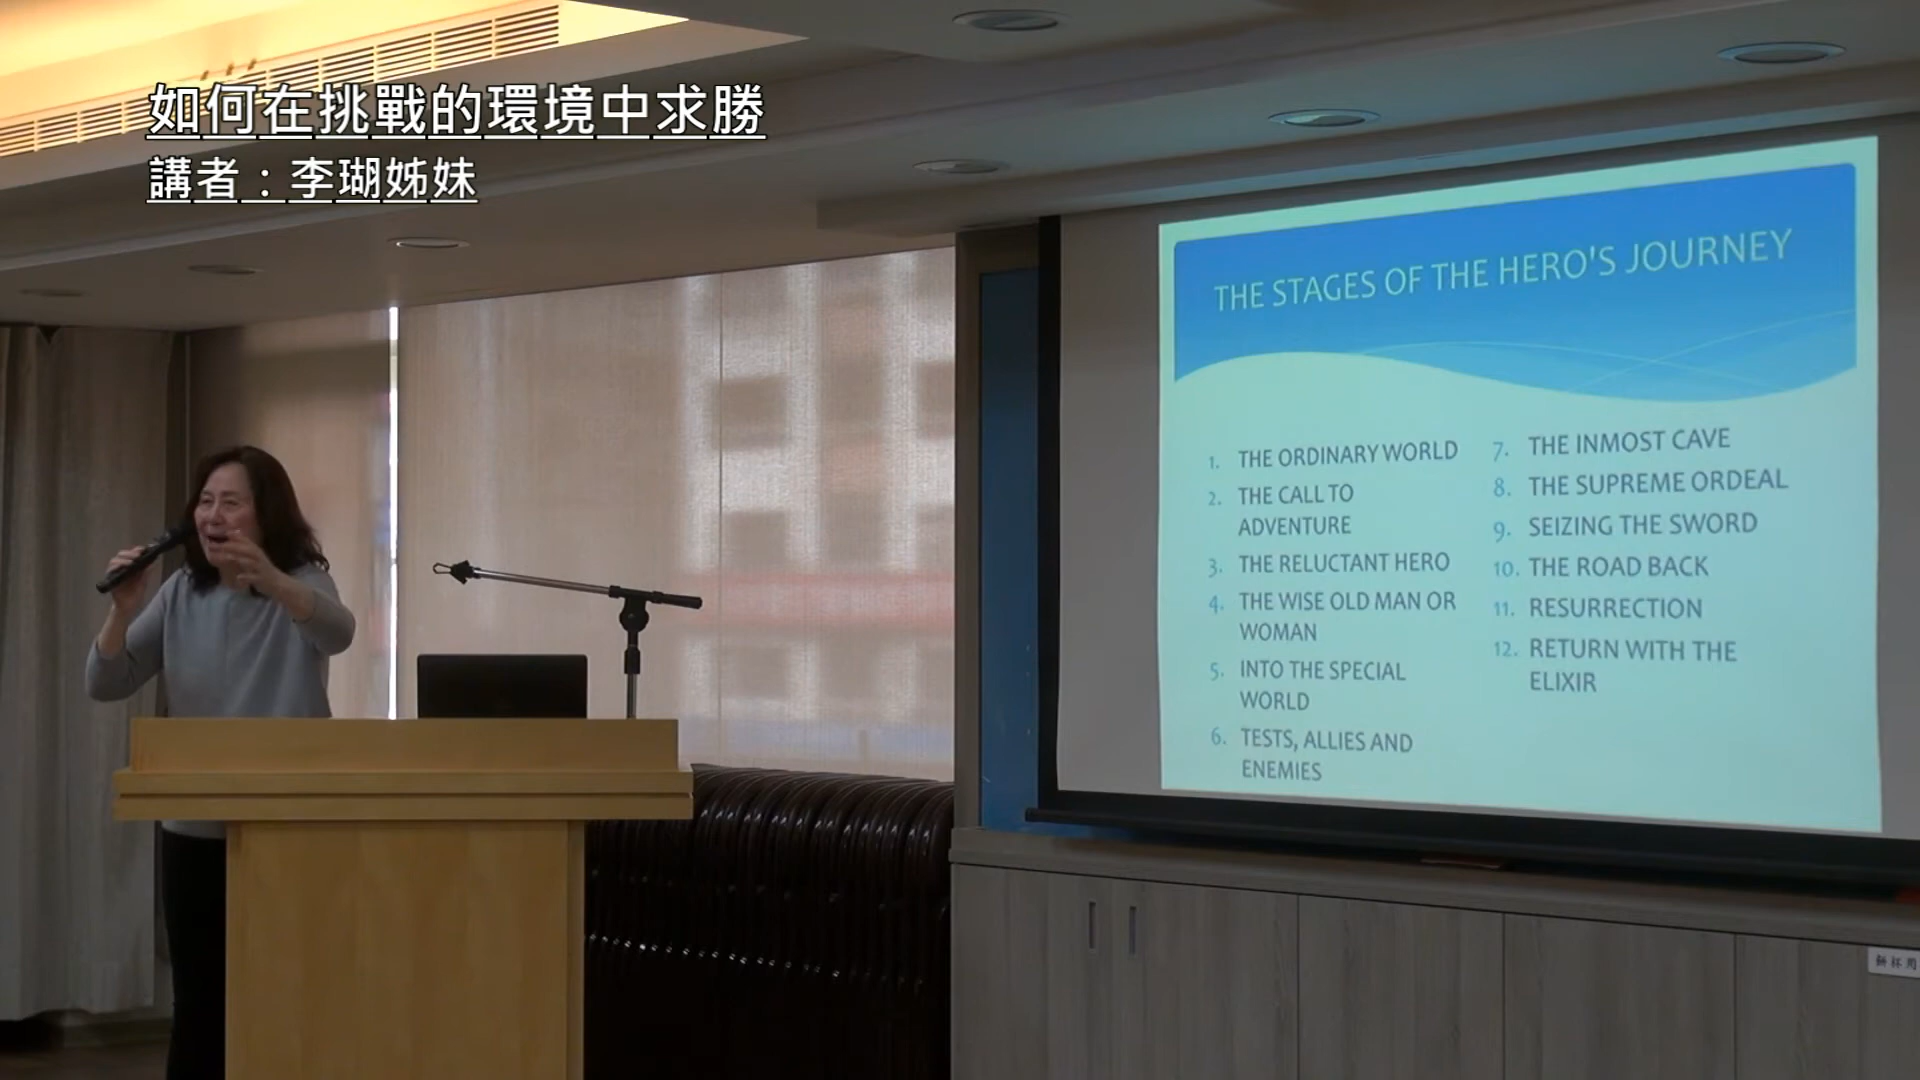 如何在挑戰的環境中求勝
講者：李瑚姊妹
THE STAGES OF THE HERO'S JOURNEY
1. THE ORDINARY WORLD
2. THE CALL TO
ADVENTURE
3. THE RELUCTANT HERO
4. THE WISE OLD MAN OR
WOMAN
5. INTO THE SPECIAL
WORLD
6. TESTS, ALLIES AND
ENEMIES
7. THE INMOST CAVE
8. THE SUPREME ORDEAL
9. SEIZING THE SWORD
10. THE ROAD BACK
11. RESURRECTION
12. RETURN WITH THE
ELIXIR